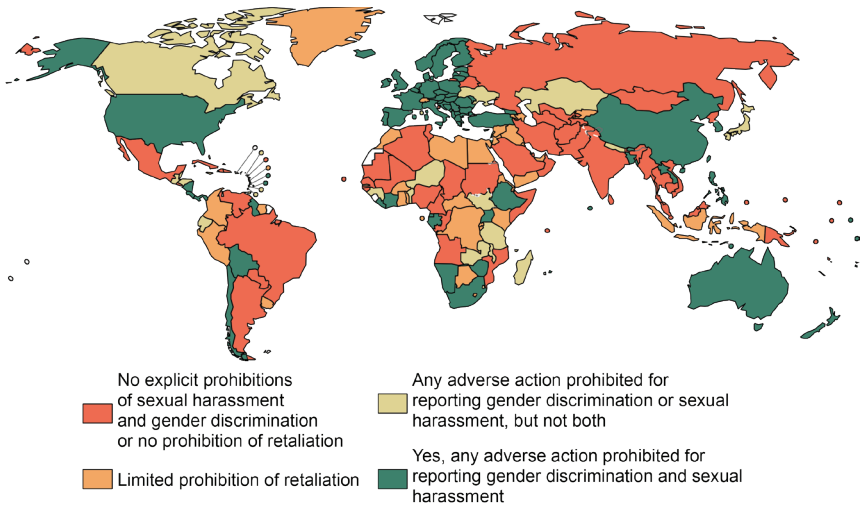 No explicit prohibitions
of sexual harassment
and gender discrimination
or no prohibition of retaliation
Limited prohibition of retaliation
Any adverse action prohibited for
reporting gender discrimination or sexual
harassment, but not both
Yes, any adverse action prohibited for
reporting gender discrimination and sexual
harassment